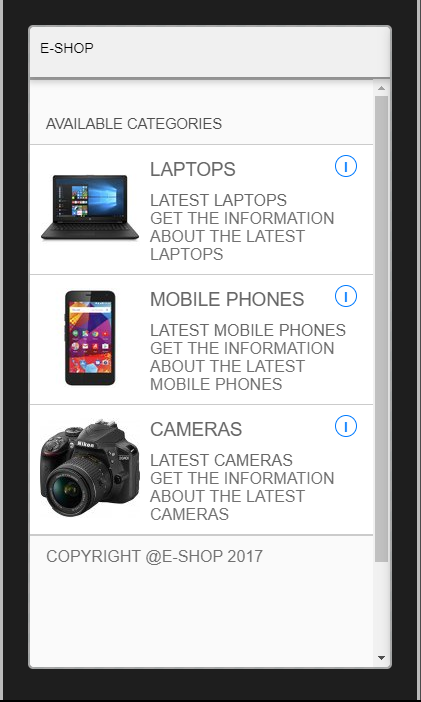 E-SHOP
AVAILABLE CATEGORIES
LAPTOPS
LATEST LAPTOPS
GET THE INFORMATION
ABOUT THE LATEST
LAPTOPS
MOBILE PHONES
LATEST MOBILE PHONES
GET THE INFORMATION
ABOUT THE LATEST
MOBILE PHONES
Nikon
CAMERAS
LATEST CAMERAS
GET THE INFORMATION
ABOUT THE LATEST
CAMERAS
COPYRIGHT @E-SHOP 2017